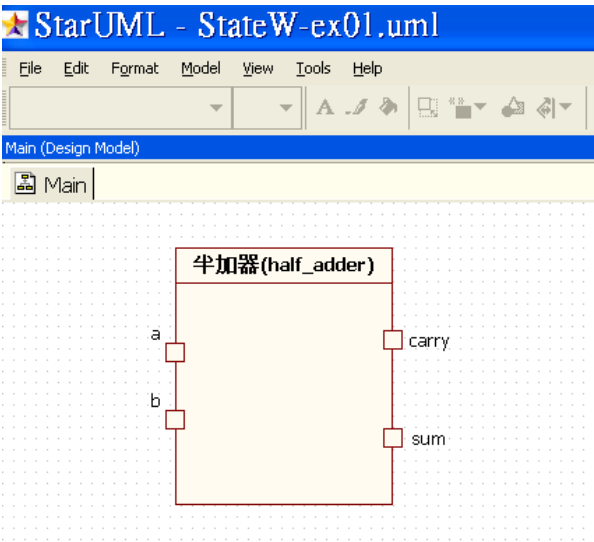 StarUML - StateW-ex01.uml
File Edit Format Model View Tools Help
Main (Design Model)
Main
半加器(half_adder)
a
carry
b
sum